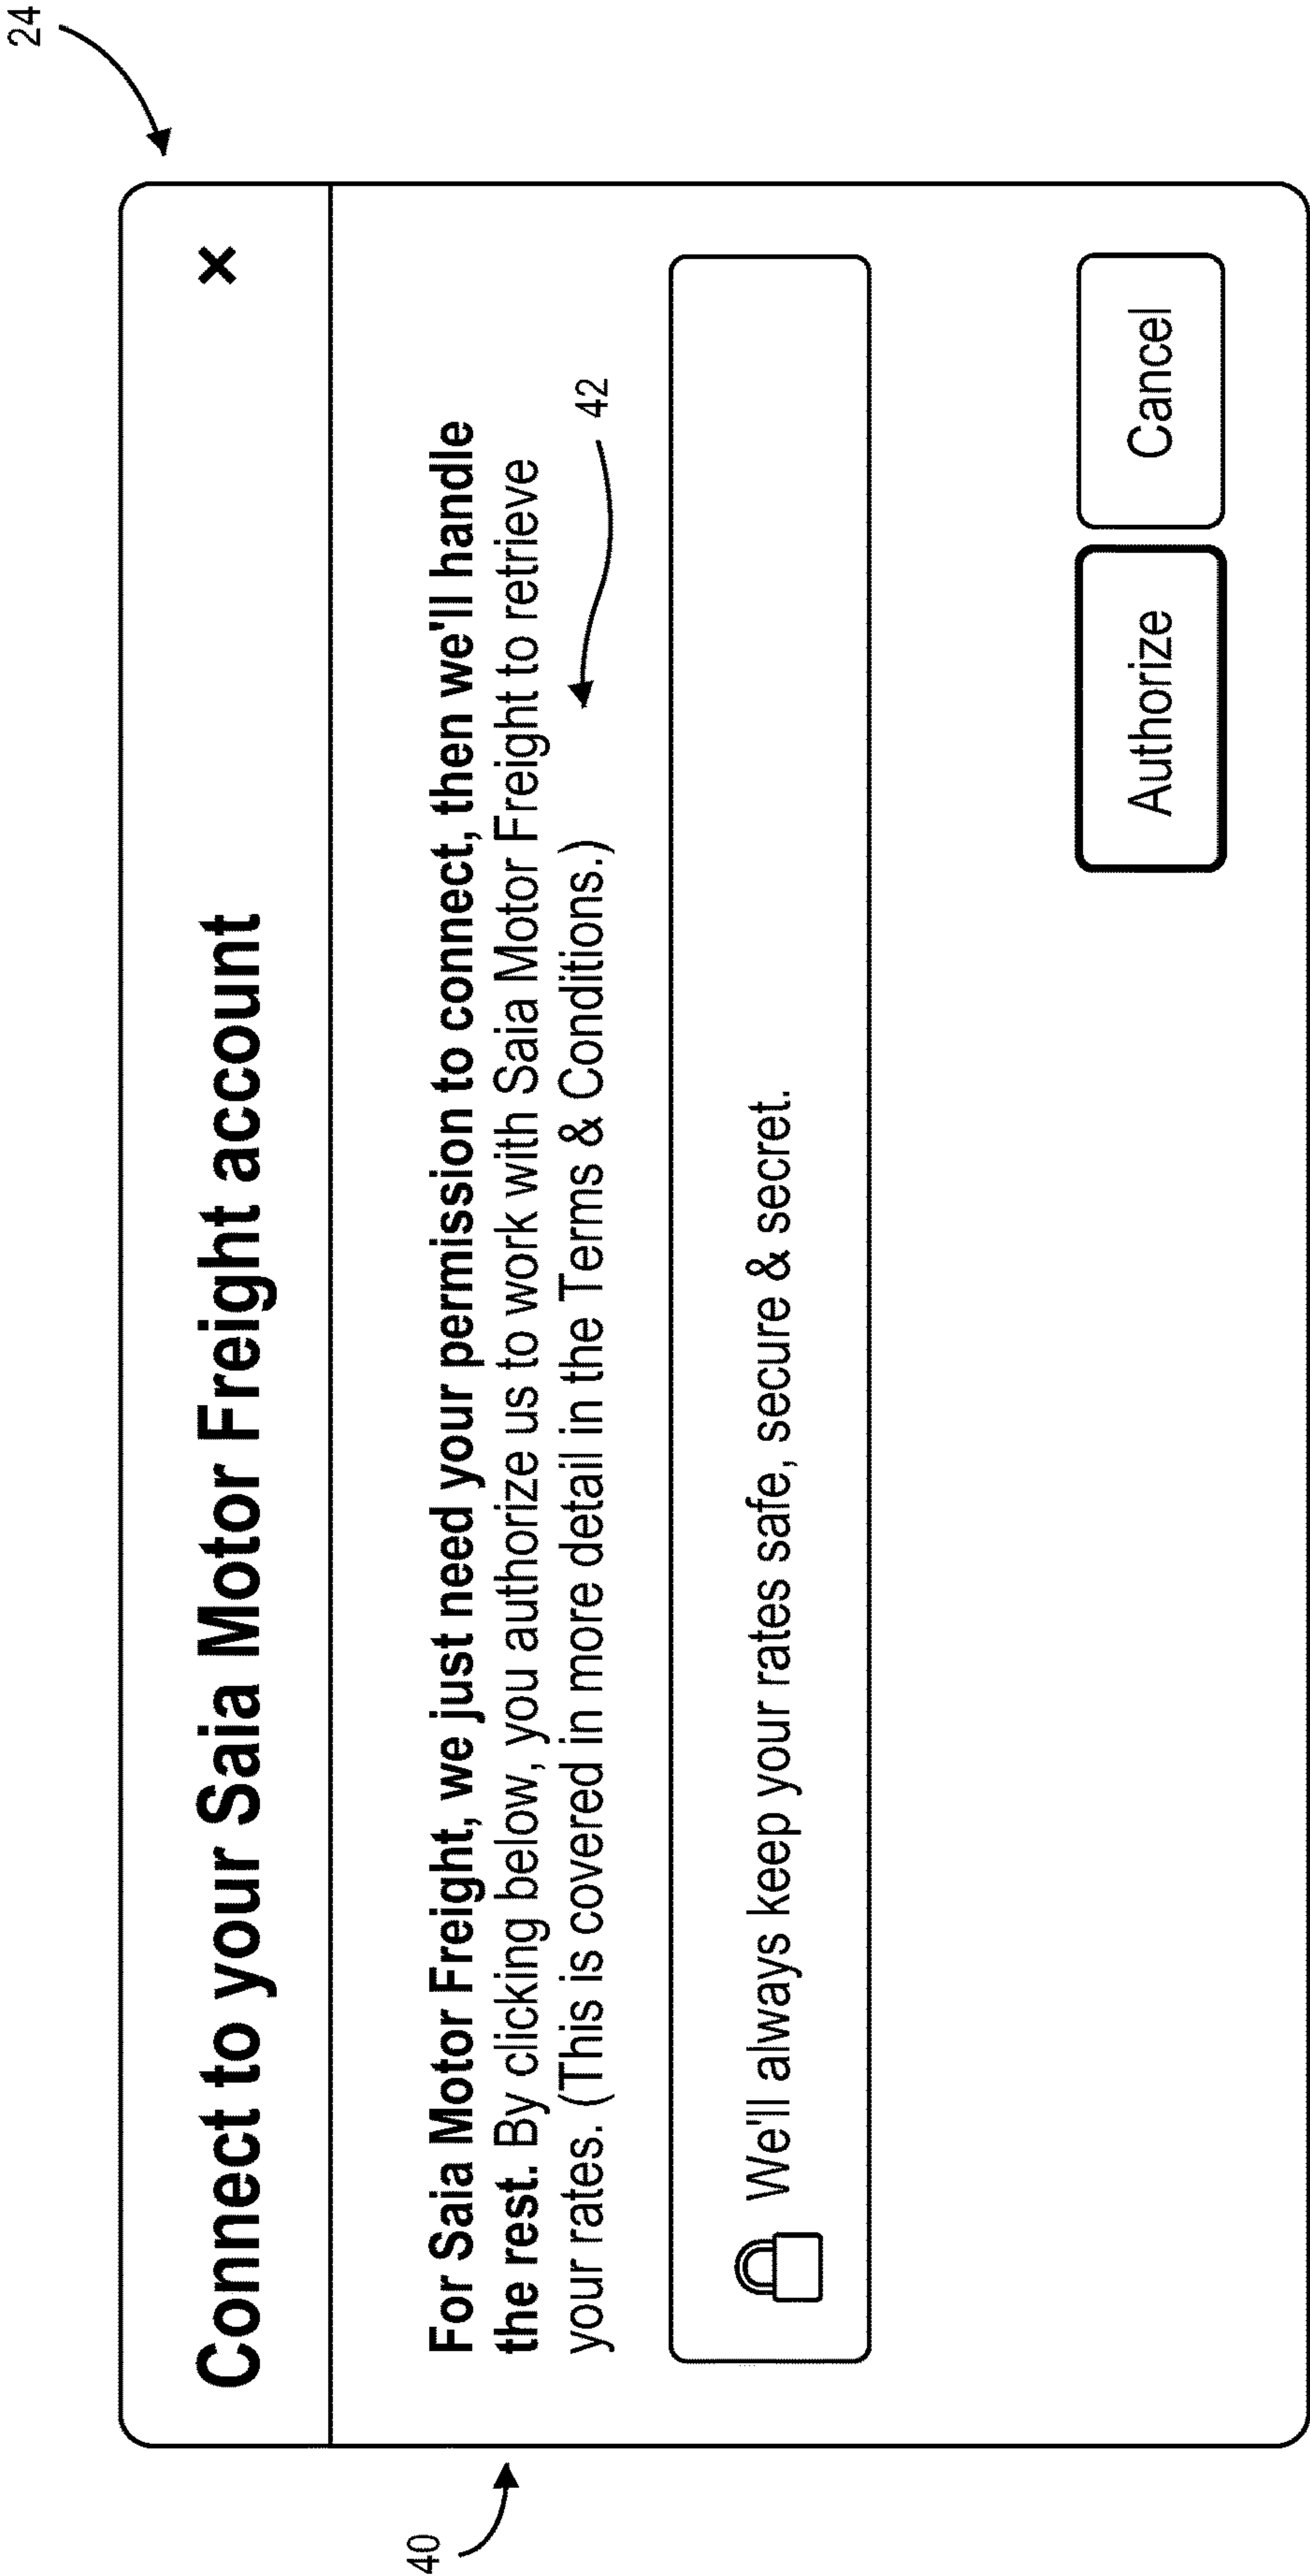 24
Connect to your Saia Motor Freight account ×
For Saia Motor Freight, we just need your permission to connect, then we'll handle
the rest. By clicking below, you authorize us to work with Saia Motor Freight to retrieve
your rates. (This is covered in more detail in the Terms & Conditions.)
42
40
We'll always keep your rates safe, secure & secret.
Authorize
Cancel